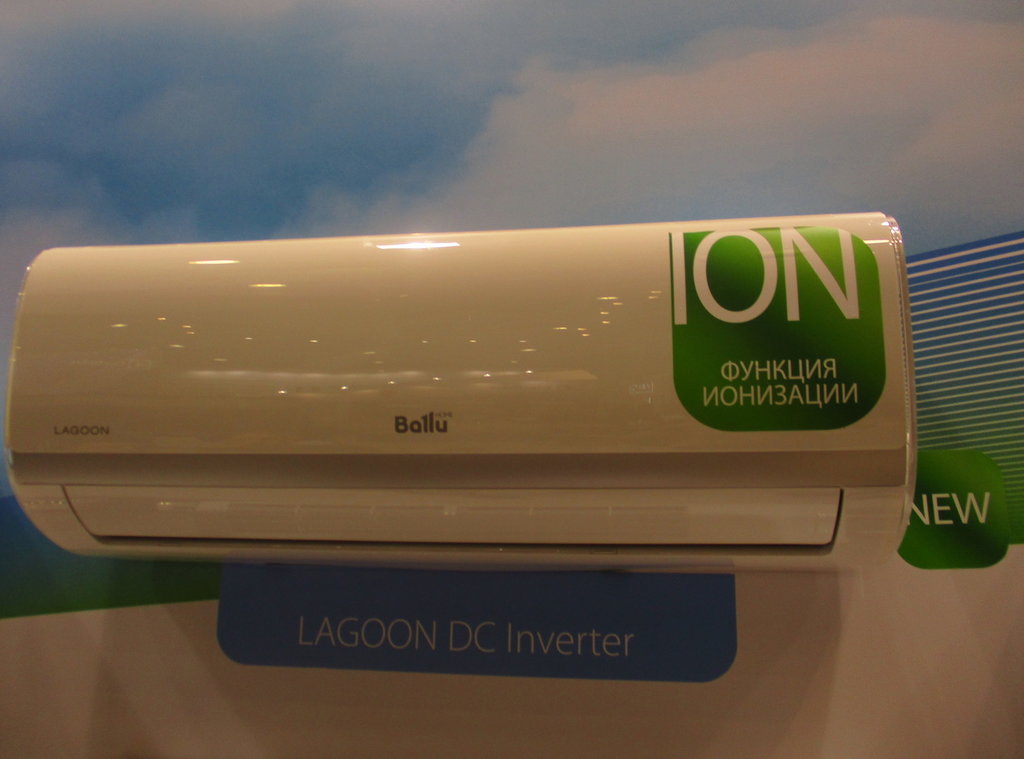 ION
ФУНКЦИЯ
ИОНИЗАЦИИ
LAGOON
Ballu
NEW
LAGOON DC Inverter